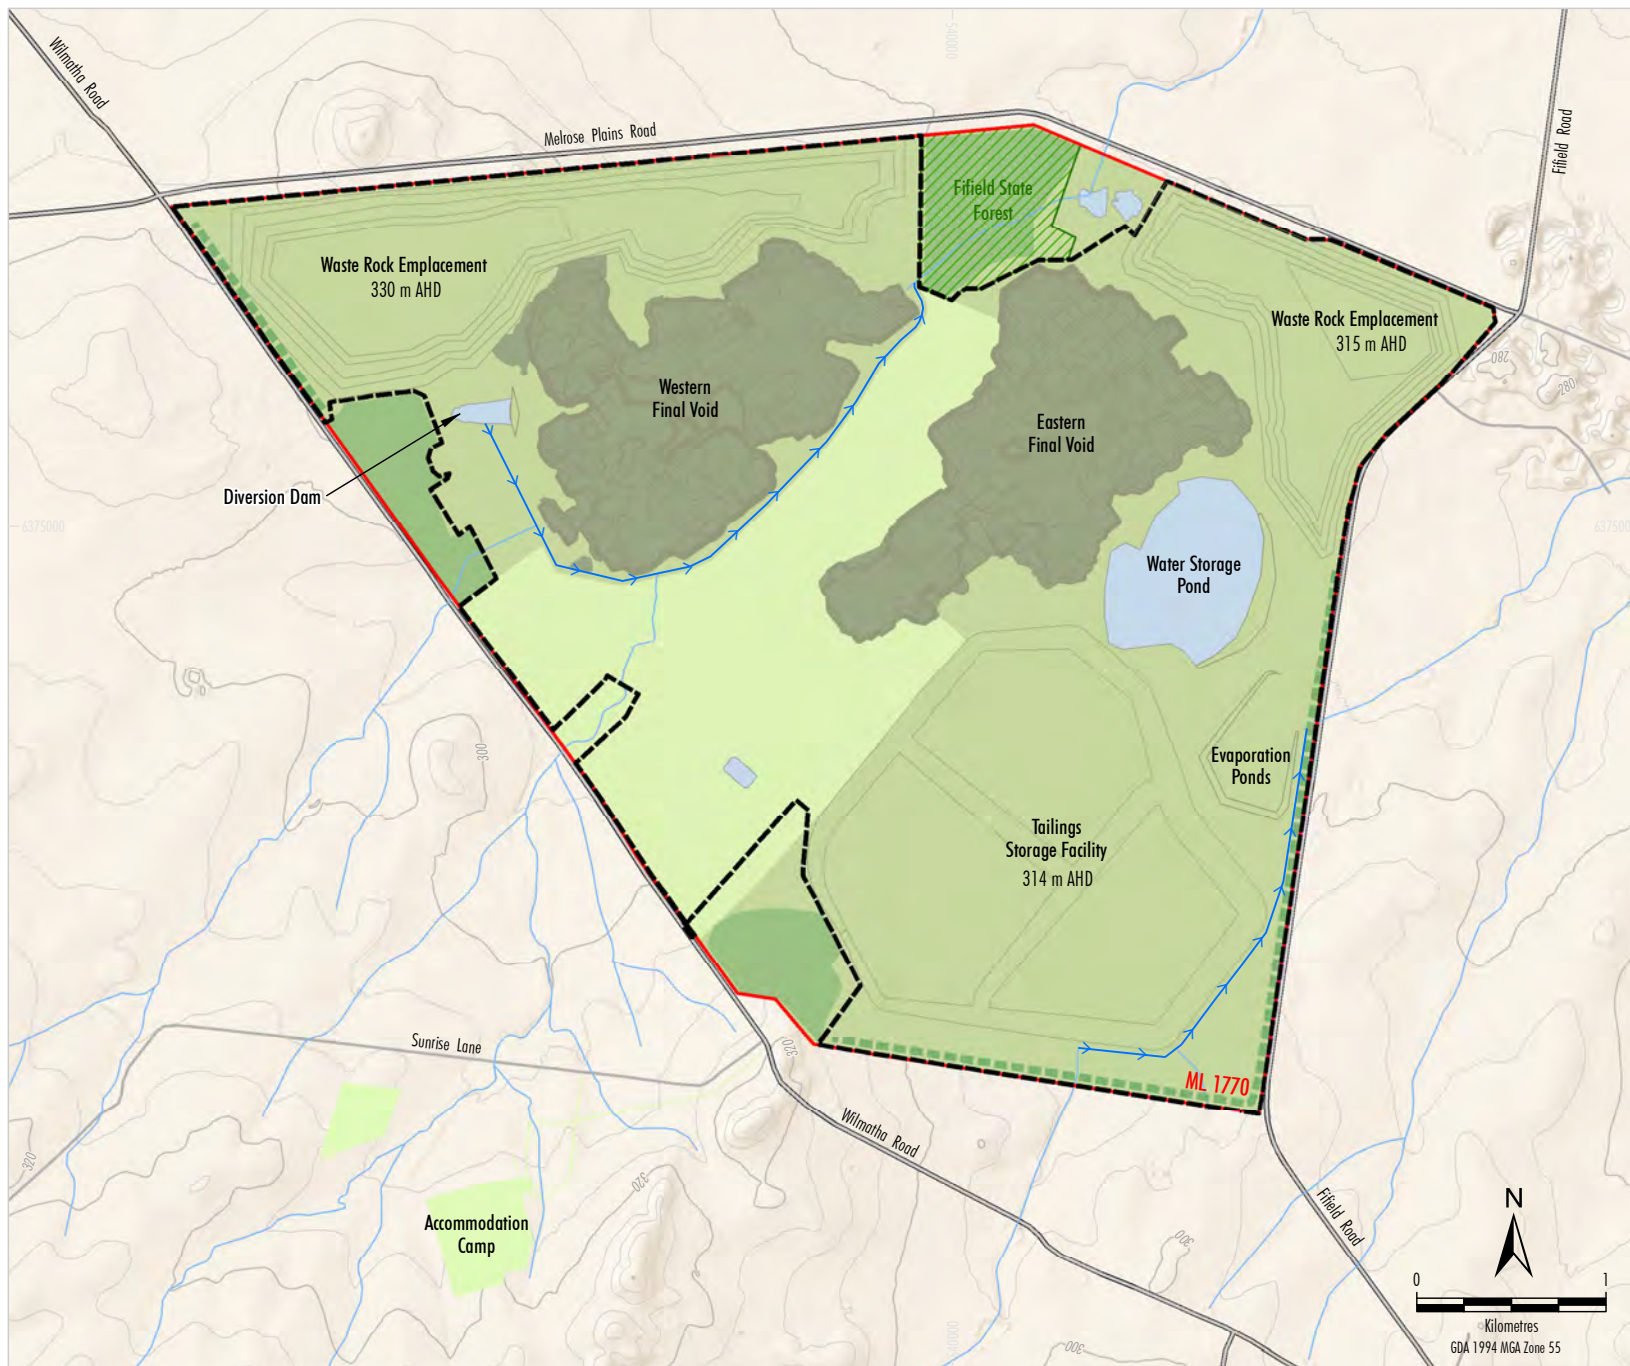 540000
Wilmatha Road
Melrose Plains Road
Fifield Road
Fifield State
Forest
Waste Rock Emplacement
330 m AHD
Waste Rock Emplacement
315 m AHD
280
280
Western
Final Void
Eastern
Final Void
Diversion Dam
6375000
6375000
Water Storage
Pond
300
Evaporation
Ponds
Tailings
Storage Facility
314 m AHD
Sunrise Lane
320
ML 1770
Wilmatha Road
320
320
Accommodation
Camp
Fifield Road
300
N
0 1
Kilometres
GDA 1994 MGA Zone 55
300